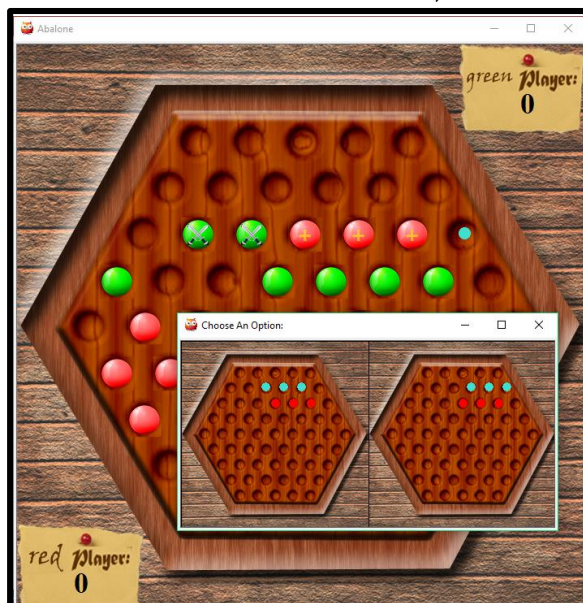 Abalone
green Player:
0
Choose An Option:
red Player:
0